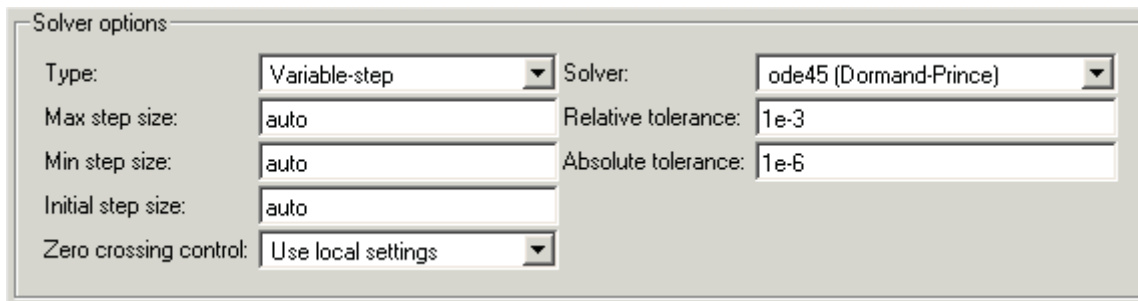 Solver options
Type: Variable-step Solver: ode45 (Dormand-Prince)
Max step size: auto Relative tolerance: 1e-3
Min step size: auto Absolute tolerance: 1e-6
Initial step size: auto
Zero crossing control: Use local settings